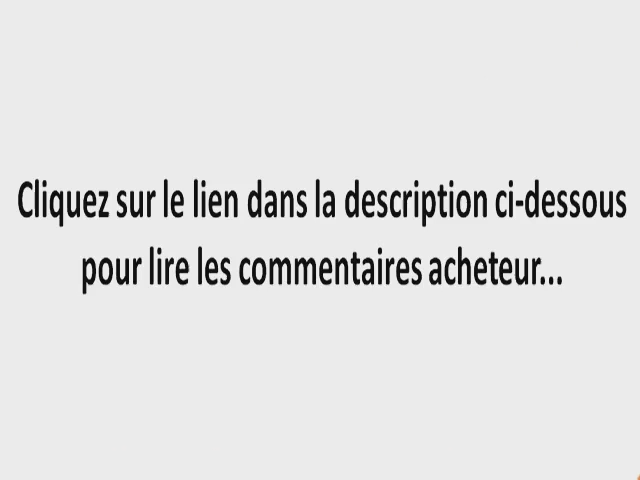 Cliquez sur le lien dans la description ci-dessous
pour lire les commentaires acheteur...